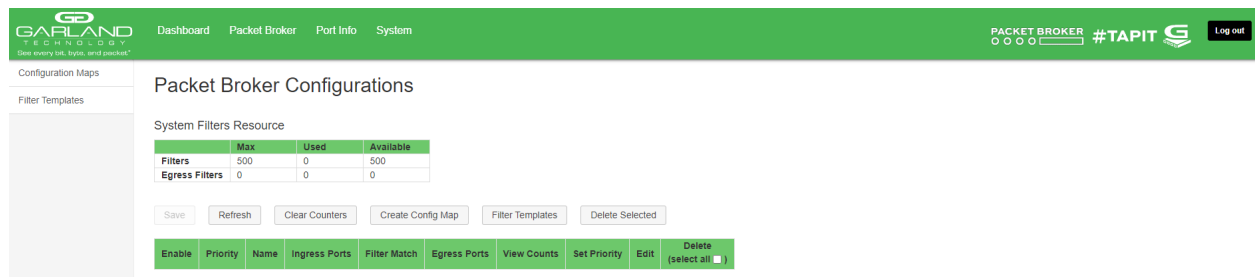 GARLAND
TECHNOLOGY
See every bit, byte, and packet®
Dashboard Packet Broker Port Info System
PACKET BROKER #TAPIT G
Log out
Configuration Maps
Filter Templates
Packet Broker Configurations
System Filters Resource
Max Used Available
Filters 500 0 500
Egress Filters 0 0 0
Save Refresh Clear Counters Create Config Map Filter Templates Delete Selected
Enable Priority Name Ingress Ports Filter Match Egress Ports View Counts Set Priority Edit Delete
(select all )